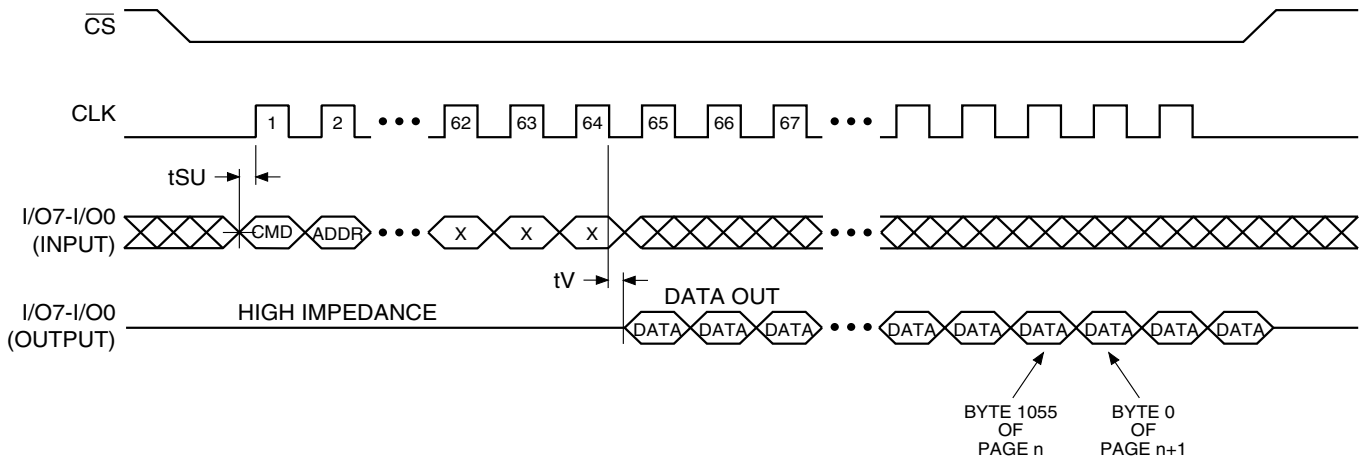 CS
CLK
1 2 ••• 62 63 64 65 66 67 •••
tSU
I/O7-I/O0
(INPUT)
CMD ADDR ••• X X X •••
tV
I/O7-I/O0
(OUTPUT)
HIGH IMPEDANCE
DATA OUT
DATA DATA DATA ••• DATA DATA DATA DATA DATA DATA
BYTE 1055
OF
PAGE n
BYTE 0
OF
PAGE n+1